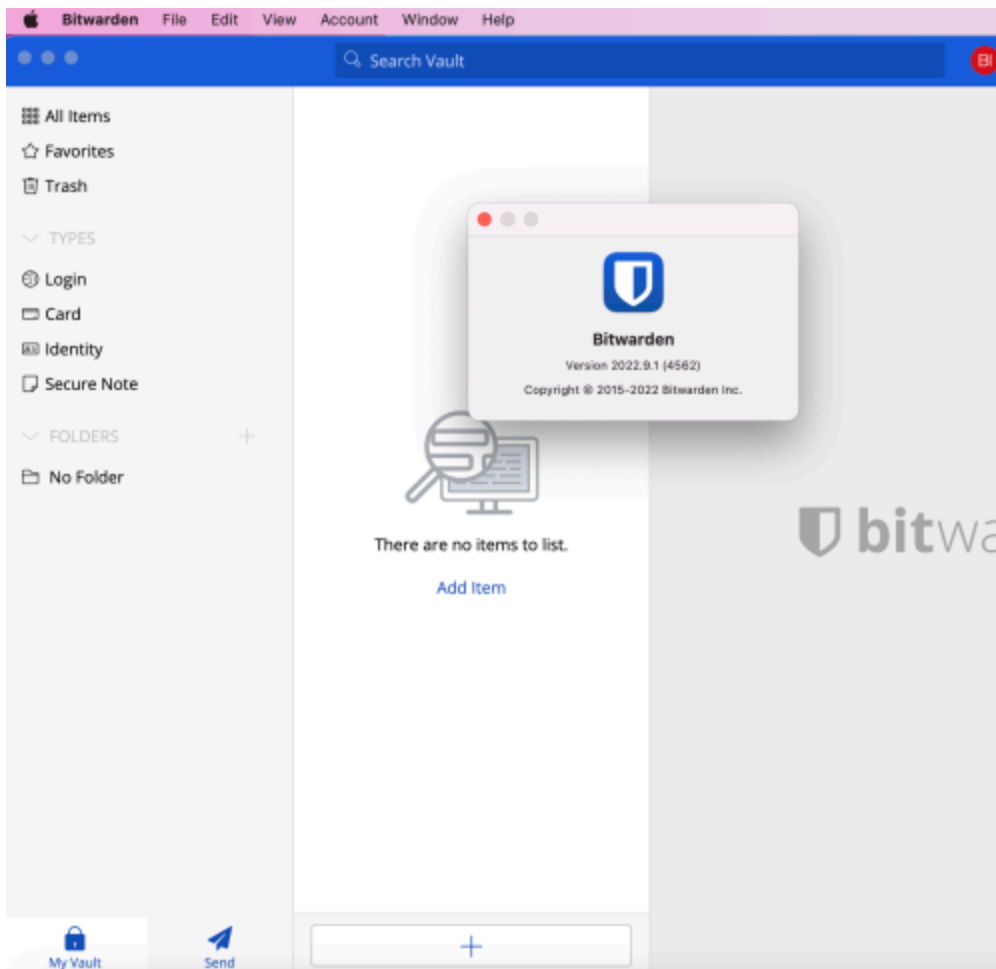 Bitwarden File Edit View Account Window Help
Search Vault
BI
All Items
Favorites
Trash
TYPES
Login
Card
Identity
Secure Note
FOLDERS
No Folder
Bitwarden
Version 2022.9.1 (4562)
Copyright © 2015-2022 Bitwarden Inc.
There are no items to list.
Add Item
bitwa
My Vault
Send